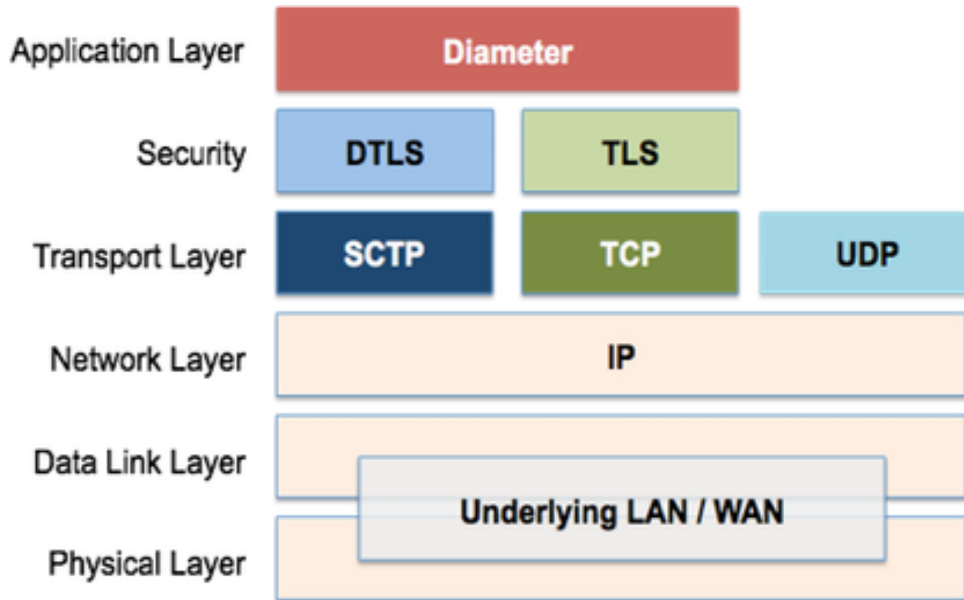 Application Layer
Diameter
Security
DTLS
TLS
Transport Layer
SCTP
TCP
UDP
Network Layer
IP
Data Link Layer
Underlying LAN / WAN
Physical Layer